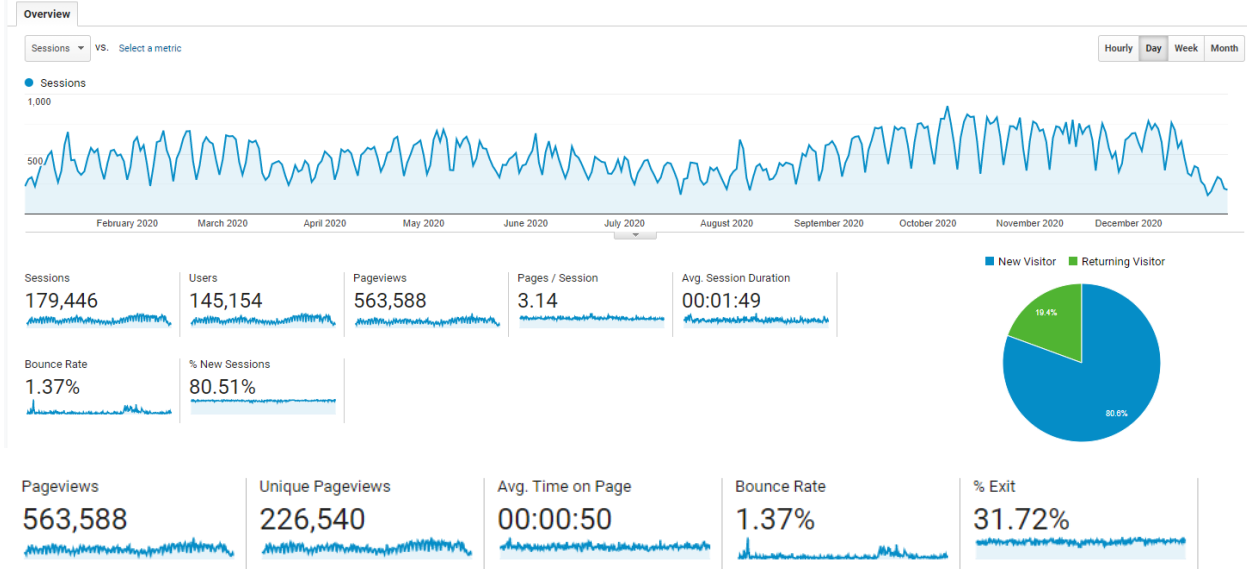 Overview
Sessions VS. Select a metric
Hourly Day Week Month
Sessions
1,000
500
February 2020 March 2020 April 2020 May 2020 June 2020 July 2020 August 2020 September 2020 October 2020 November 2020 December 2020
New Visitor Returning Visitor
Sessions Users Pageviews Pages / Session Avg. Session Duration
179,446 145,154 563,588 3.14 00:01:49
19.4%
Bounce Rate % New Sessions
1.37% 80.51%
80.6%
Pageviews Unique Pageviews Avg. Time on Page Bounce Rate % Exit
563,588 226,540 00:00:50 1.37% 31.72%